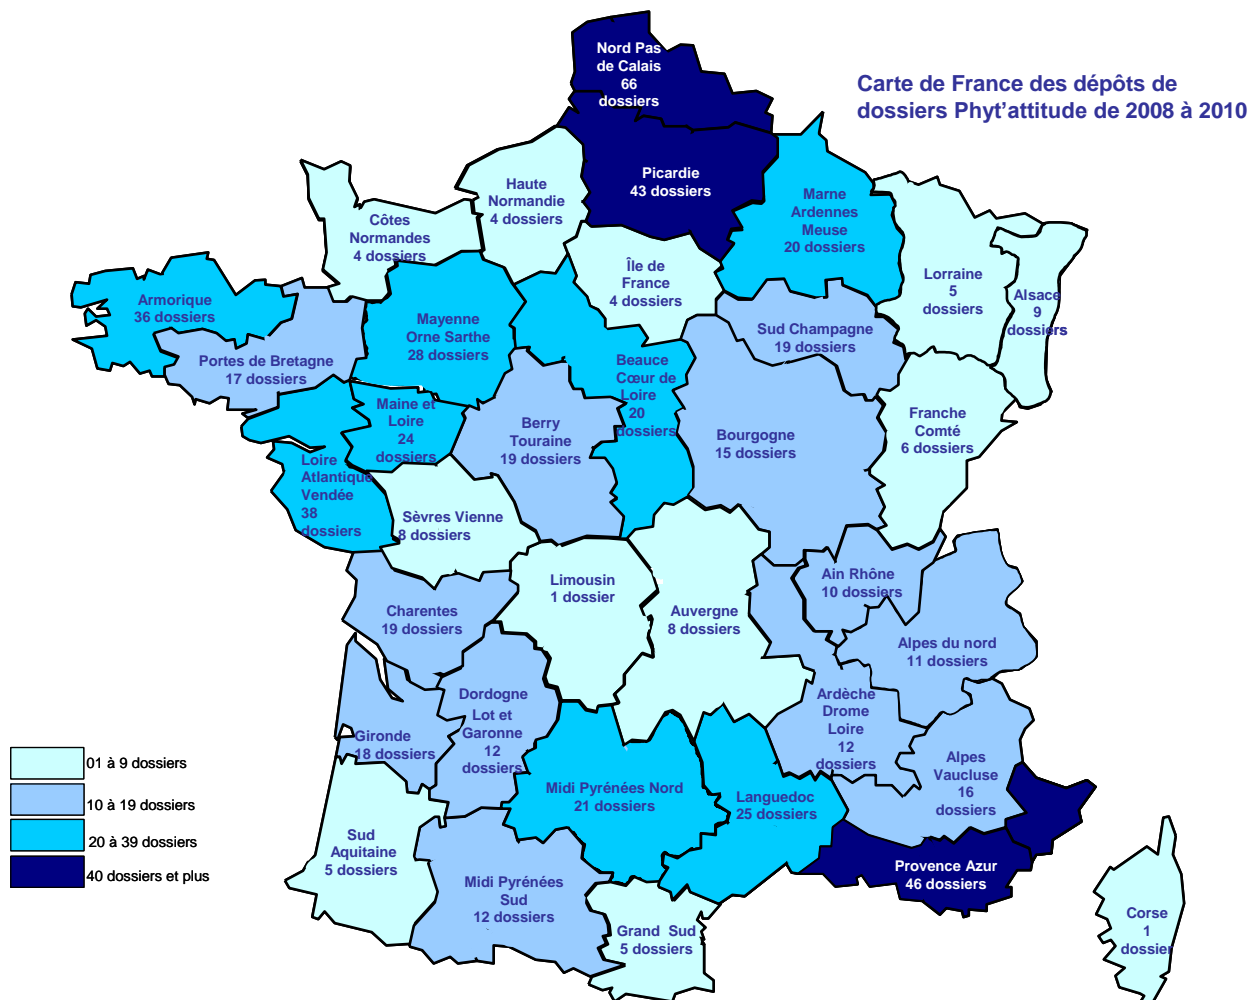 Carte de France des dépôts de
dossiers Phyt'attitude de 2008 à 2010
Nord Pas
de Calais
66
dossiers
Picardie
43 dossiers
Haute
Normandie
4 dossiers
Côtes
Normandes
4 dossiers
Marne
Ardennes
Meuse
20 dossiers
Île de
France
4 dossiers
Lorraine
5
dossiers
Alsace
9
dossiers
Armorique
36 dossiers
Portes de Bretagne
17 dossiers
Mayenne
Orne Sarthe
28 dossiers
Sud Champagne
19 dossiers
Beauce
Cœur de
Loire
20
dossiers
Maine et
Loire
24
dossiers
Berry
Touraine
19 dossiers
Bourgogne
15 dossiers
Franche
Comté
6 dossiers
Loire
Atlantique
Vendée
38
dossiers
Sèvres Vienne
8 dossiers
Limousin
1 dossier
Auvergne
8 dossiers
Ain Rhône
10 dossiers
Charentes
19 dossiers
Alpes du nord
11 dossiers
Dordogne
Lot et
Garonne
12
dossiers
Ardèche
Drome
Loire
12
dossiers
Gironde
18 dossiers
Alpes
Vaucluse
16
dossiers
Midi Pyrénées Nord
21 dossiers
Languedoc
25 dossiers
Sud
Aquitaine
5 dossiers
Provence Azur
46 dossiers
Midi Pyrénées
Sud
12 dossiers
Grand Sud
5 dossiers
Corse
1
dossier
01 à 9 dossiers
10 à 19 dossiers
20 à 39 dossiers
40 dossiers et plus